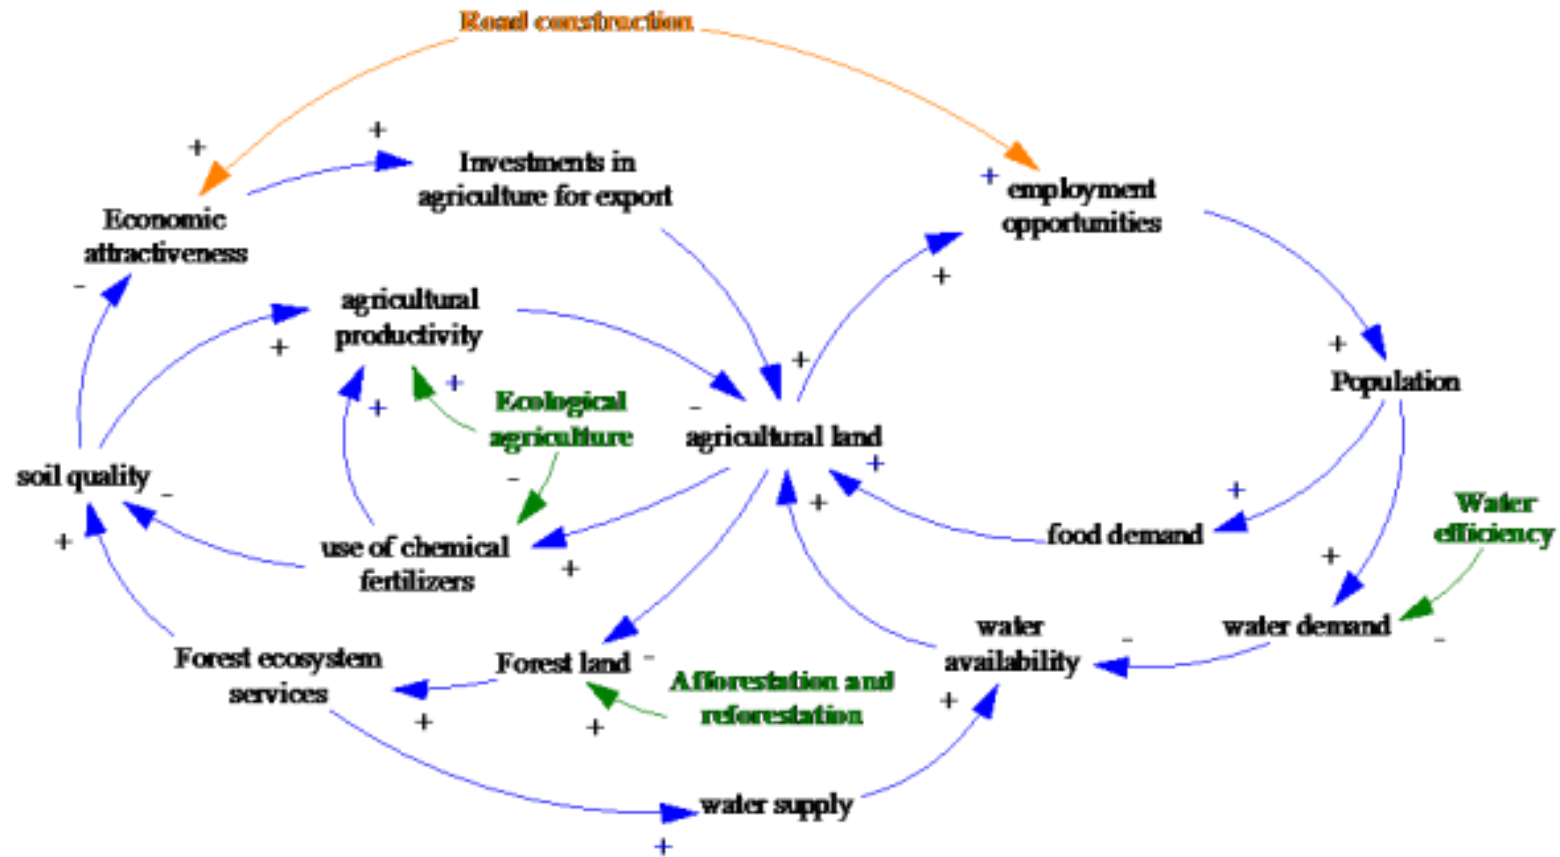 Road construction
+
+
Investments in
agriculture for export
+
employment
opportunities
Economic
attractiveness
-
+
agricultural
productivity
+
+
+
Population
+
+
Ecological
agriculture
-
agricultural land
+
soil quality
-
-
+
+
Water
efficiency
food demand
+
use of chemical
fertilizers
+
+
water demand
-
-
water
availability
+
Forest ecosystem
services
Forest land
-
Afforestation and
reforestation
+
+
water supply
+